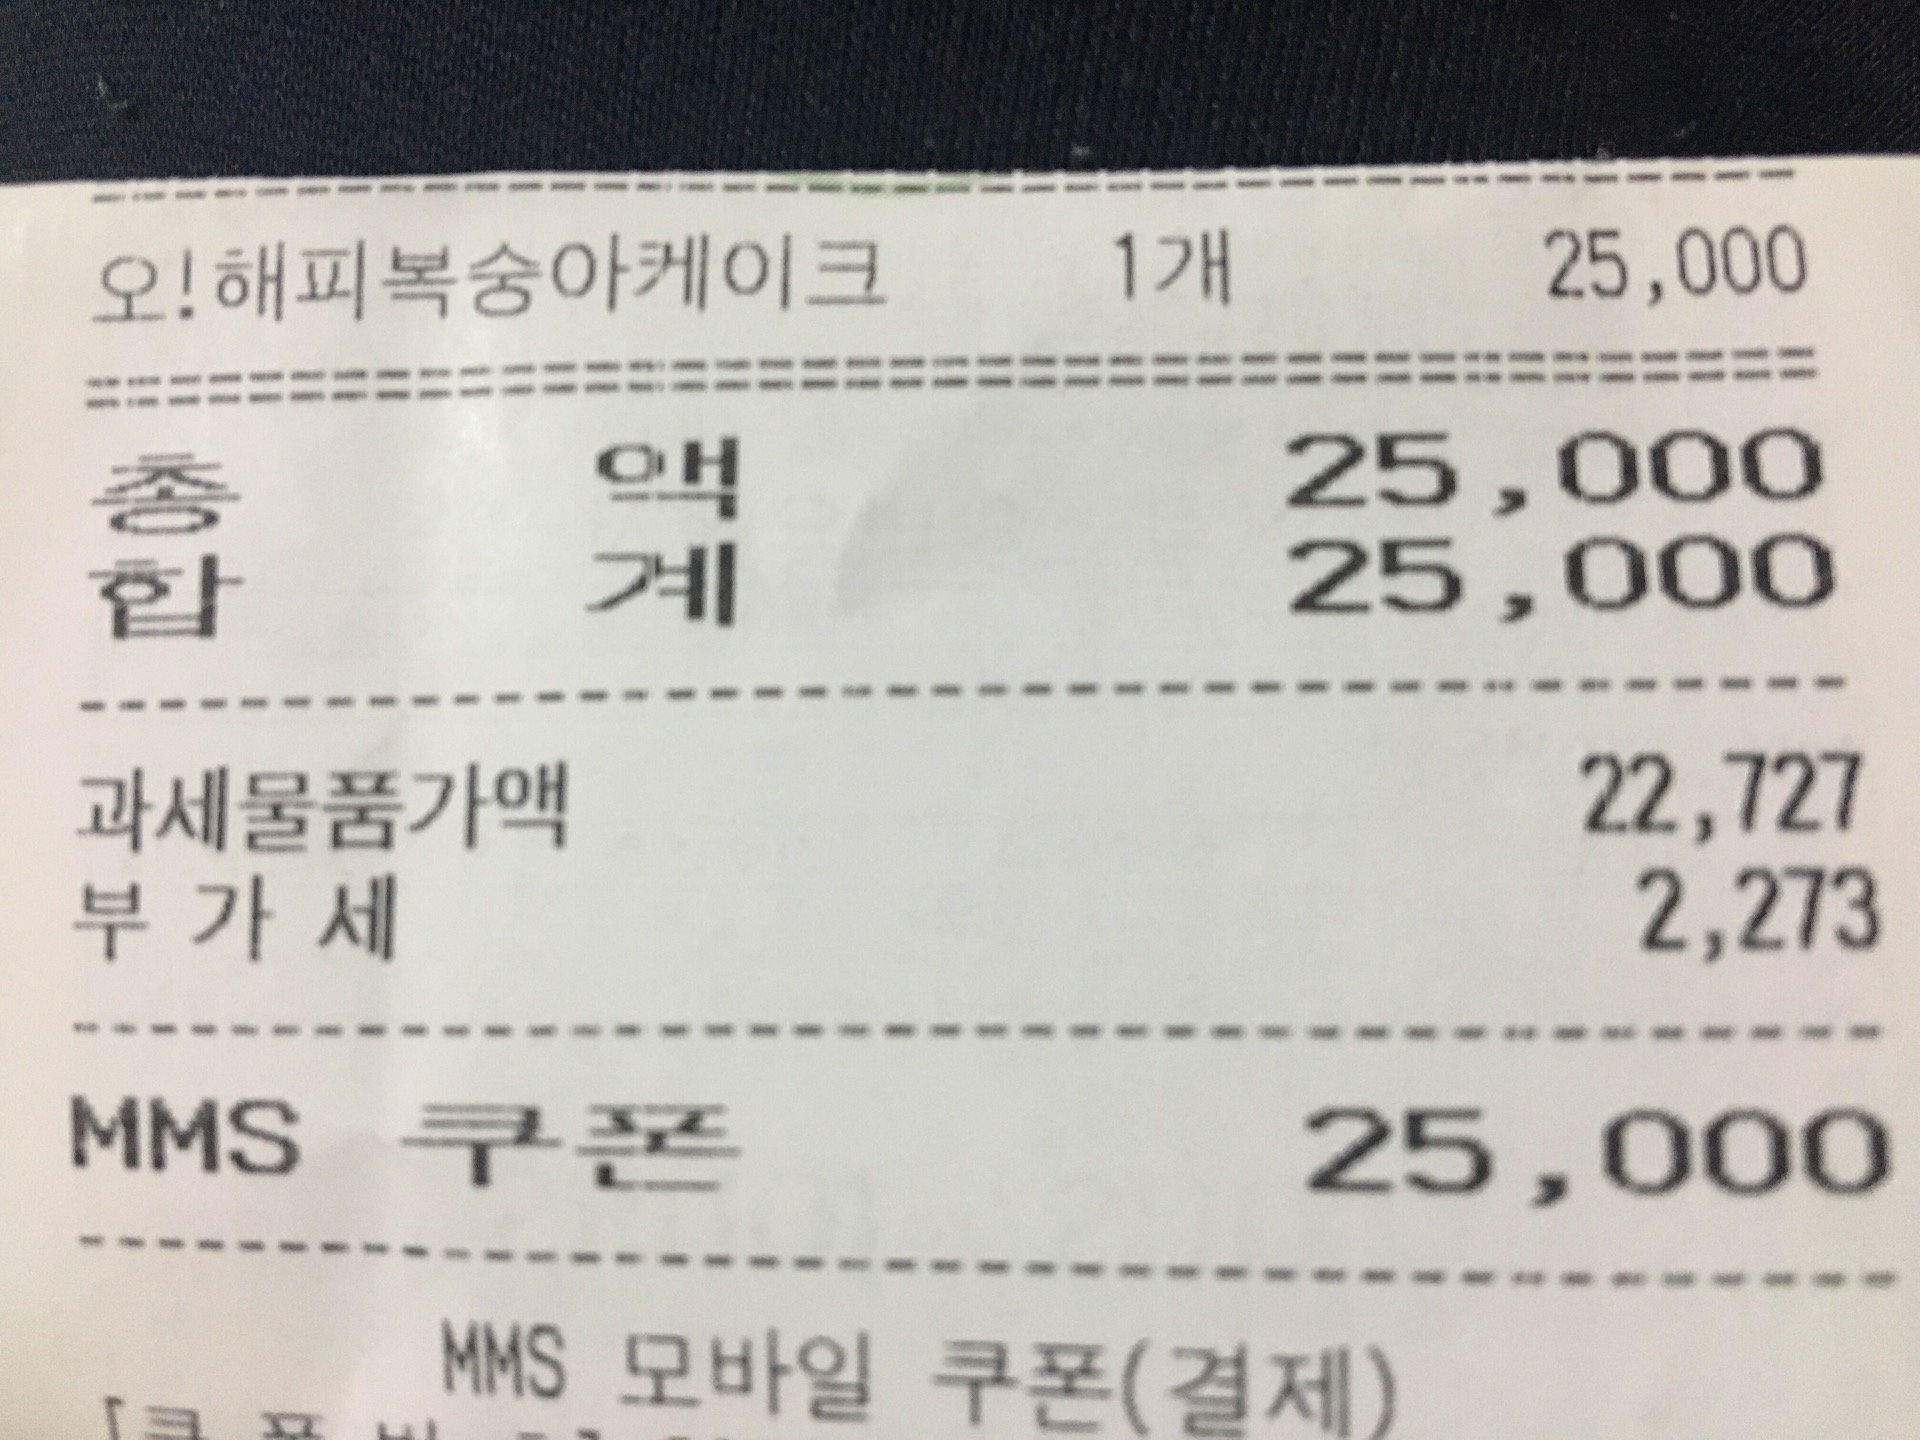 오!해피복숭아케이크 1개 25,000
총 액 25,000
합 계 25,000
과세물품가액 22,727
부 가 세 2,273
MMS 쿠폰 25,000
MMS 모바일 쿠폰(결제)